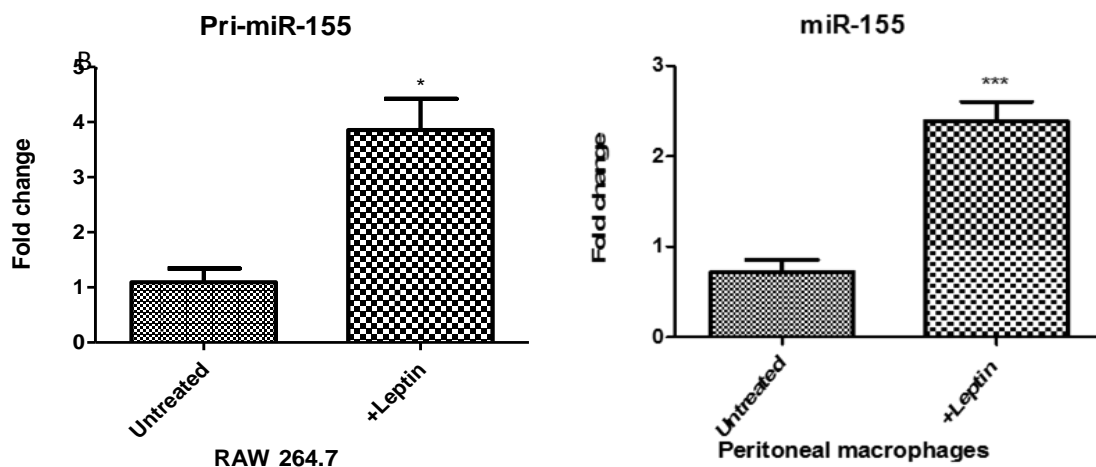 Pri-miR-155
B
5
4
3
2
1
0
Fold change
*
Untreated
+Leptin
RAW 264.7
miR-155
3
2
1
0
Fold change
***
Untreated
+Leptin
Peritoneal macrophages